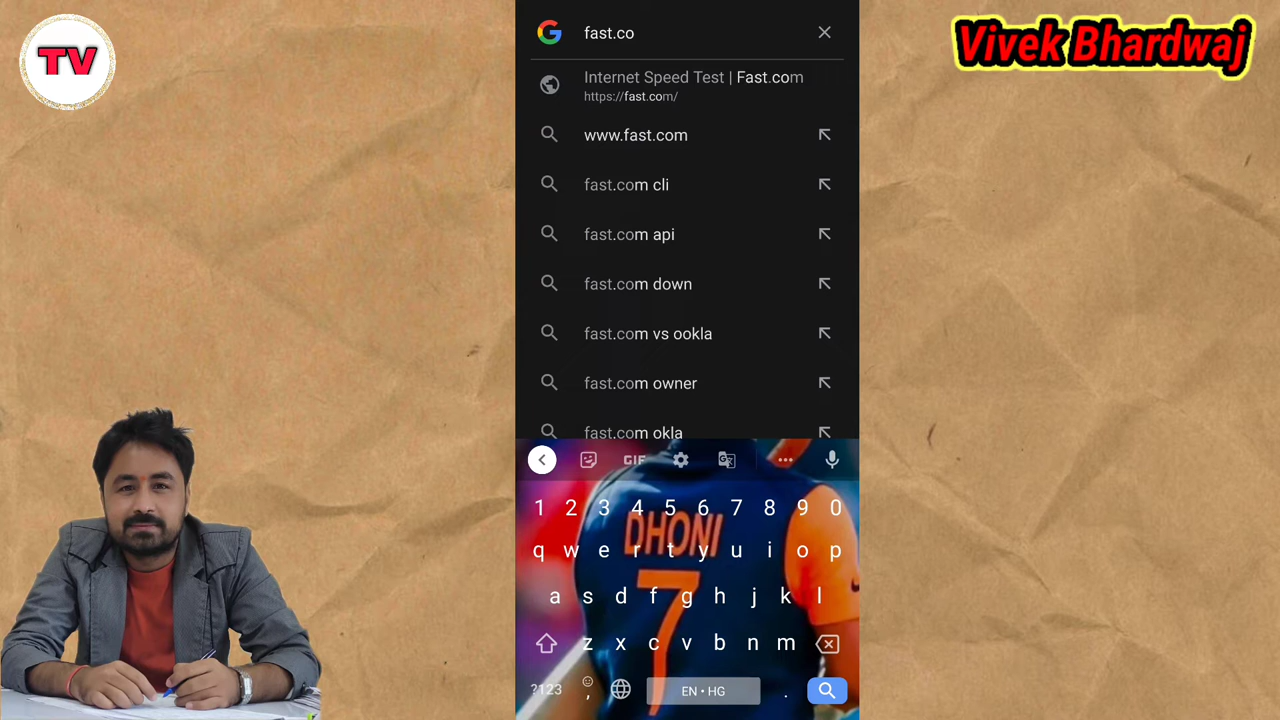 TV
Vivek Bhardwaj
fast.co
Internet Speed Test | Fast.com
https://fast.com/
www.fast.com
fast.com cli
fast.com api
fast.com down
fast.com vs ookla
fast.com owner
fast.com okla
GIF
1 2 3 4 5 6 7 8 9 0
DHONI
q w e r t y u i o p
7
a s d f g h j k l
z x c v b n m
?123 , EN • HG .